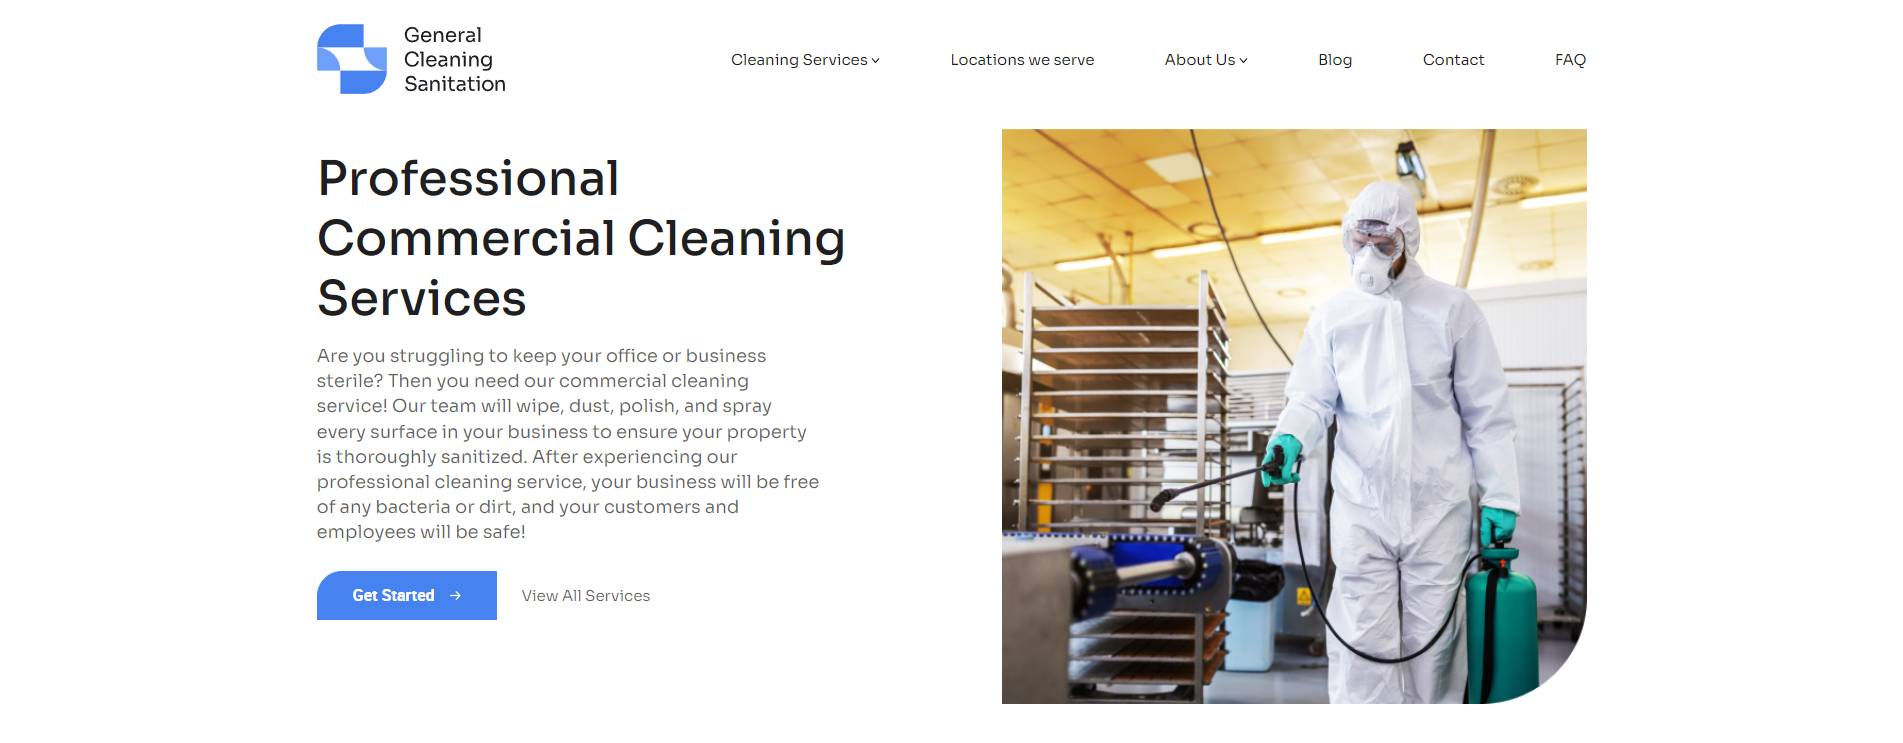 General
Cleaning
Sanitation
Cleaning Services
Locations we serve
About Us
Blog
Contact
FAQ
Professional
Commercial Cleaning
Services
Are you struggling to keep your office or business
sterile? Then you need our commercial cleaning
service! Our team will wipe, dust, polish, and spray
every surface in your business to ensure your property
is thoroughly sanitized. After experiencing our
professional cleaning service, your business will be free
of any bacteria or dirt, and your customers and
employees will be safe!
Get Started →
View All Services